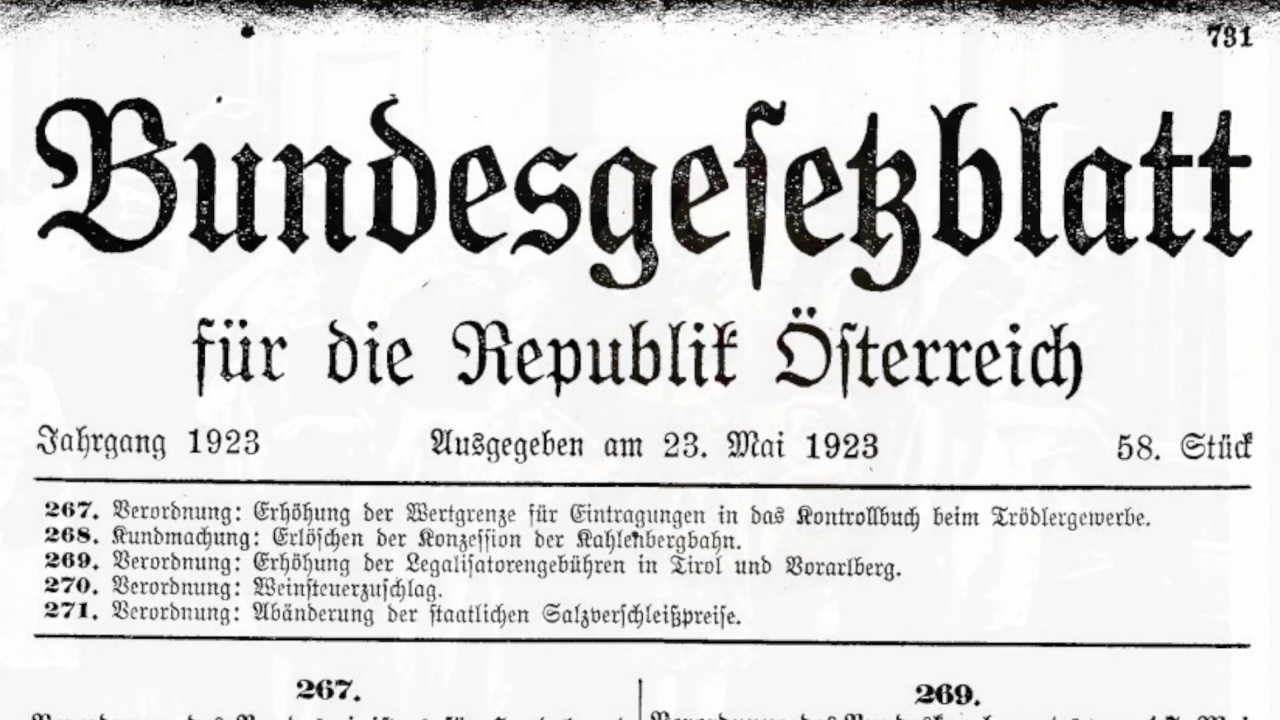 731
Bundesgesetzblatt
für die Republik Österreich
Jahrgang 1923 Ausgegeben am 23. Mai 1923 58. Stück
267. Verordnung: Erhöhung der Wertgrenze für Eintragungen in das Kontrollbuch beim Trödlergewerbe.
268. Kundmachung: Erlöschen der Konzession der Kahlenbergbahn.
269. Verordnung: Erhöhung der Legalisatorengebühren in Tirol und Vorarlberg.
270. Verordnung: Weinsteuerzuschlag.
271. Verordnung: Abänderung der staatlichen Salzverschleißpreise.
267.
269.